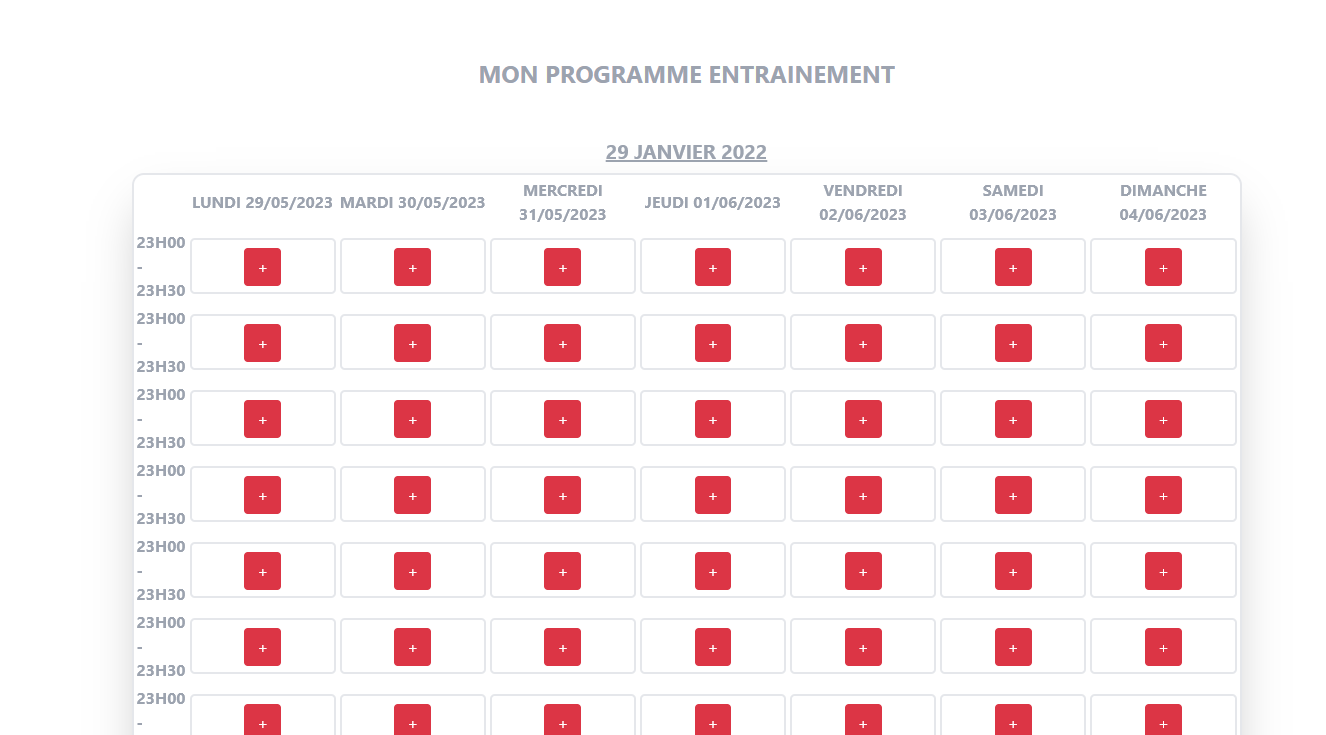 MON PROGRAMME ENTRAINEMENT
29 JANVIER 2022
LUNDI 29/05/2023 MARDI 30/05/2023 MERCREDI 31/05/2023 JEUDI 01/06/2023 VENDREDI 02/06/2023 SAMEDI 03/06/2023 DIMANCHE 04/06/2023
23H00
-
23H30
+ + + + + + +
23H00
-
23H30
+ + + + + + +
23H00
-
23H30
+ + + + + + +
23H00
-
23H30
+ + + + + + +
23H00
-
23H30
+ + + + + + +
23H00
-
23H30
+ + + + + + +
23H00
-
+ + + + + + +